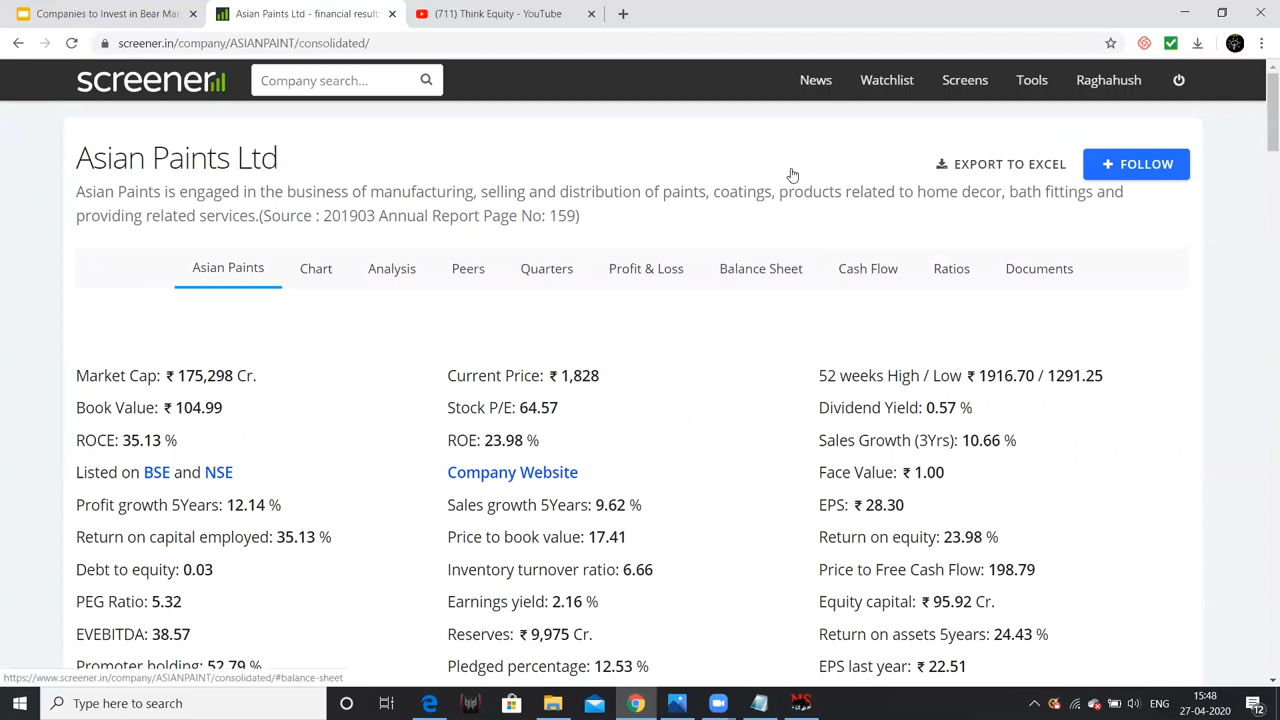 Companies to Invest in Bear Mar
Asian Paints Ltd - financial result
(711) Think Equity - YouTube
screener.in/company/ASIANPAINT/consolidated/
screener
Company search...
News
Watchlist
Screens
Tools
Raghahush
Asian Paints Ltd
EXPORT TO EXCEL
+ FOLLOW
Asian Paints is engaged in the business of manufacturing, selling and distribution of paints, coatings, products related to home decor, bath fittings and
providing related services.(Source : 201903 Annual Report Page No: 159)
Asian Paints
Chart
Analysis
Peers
Quarters
Profit & Loss
Balance Sheet
Cash Flow
Ratios
Documents
Market Cap: ₹ 175,298 Cr.
Current Price: ₹ 1,828
52 weeks High / Low ₹ 1916.70 / 1291.25
Book Value: ₹ 104.99
Stock P/E: 64.57
Dividend Yield: 0.57 %
ROCE: 35.13 %
ROE: 23.98 %
Sales Growth (3Yrs): 10.66 %
Listed on BSE and NSE
Company Website
Face Value: ₹ 1.00
Profit growth 5Years: 12.14 %
Sales growth 5Years: 9.62 %
EPS: ₹ 28.30
Return on capital employed: 35.13 %
Price to book value: 17.41
Return on equity: 23.98 %
Debt to equity: 0.03
Inventory turnover ratio: 6.66
Price to Free Cash Flow: 198.79
PEG Ratio: 5.32
Earnings yield: 2.16 %
Equity capital: ₹ 95.92 Cr.
EVEBITDA: 38.57
Reserves: ₹ 9,975 Cr.
Return on assets 5years: 24.43 %
Promoter holding: 52.79 %
Pledged percentage: 12.53 %
EPS last year: ₹ 22.51
https://www.screener.in/company/ASIANPAINT/consolidated/#balance-sheet
Type here to search
ENG
15:48
27-04-2020
12